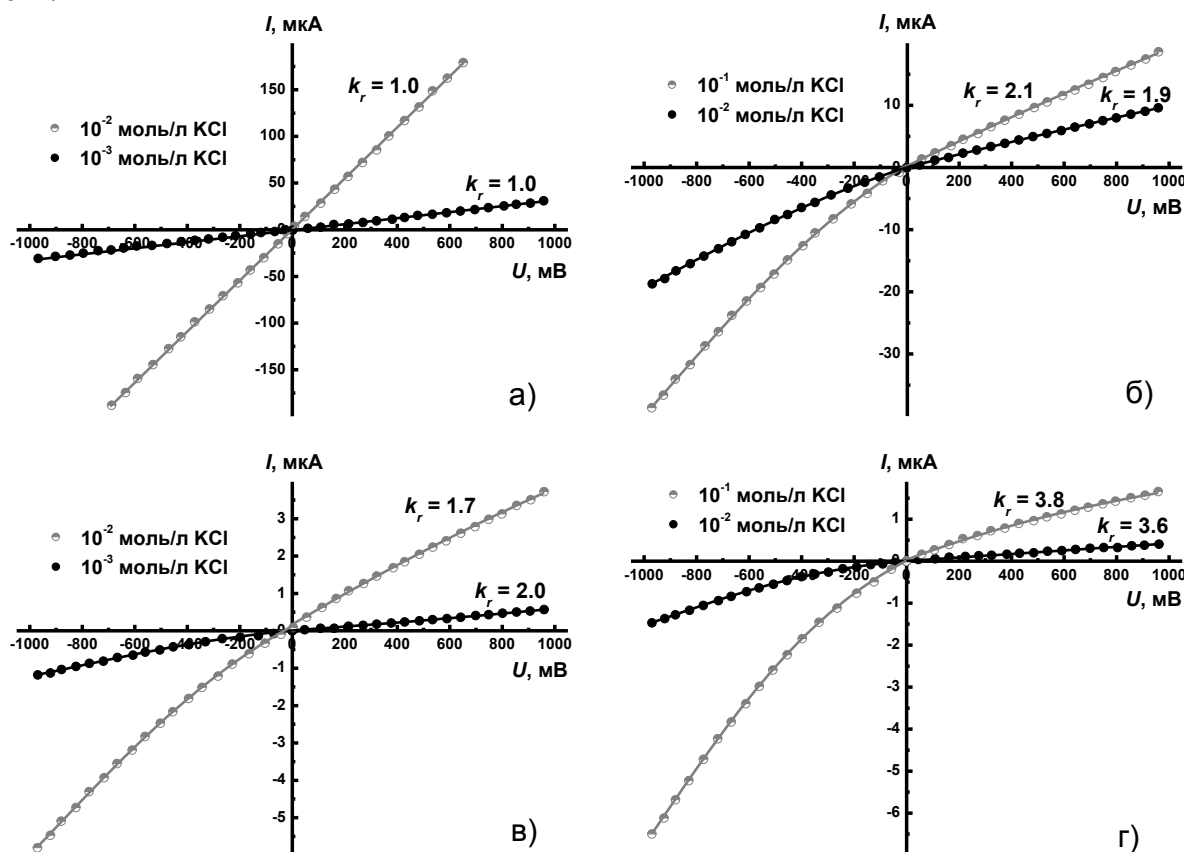 I, мкА
150
100
50
-50
-100
-150
-1000 -800 -600 -400 -200 0 200 400 600 800 1000
U, мВ
k_r = 1.0
k_r = 1.0
10⁻² моль/л KCl
10⁻³ моль/л KCl
а)
I, мкА
10
-10
-20
-30
-1000 -800 -600 -400 -200 0 200 400 600 800 1000
U, мВ
k_r = 2.1
k_r = 1.9
10⁻¹ моль/л KCl
10⁻² моль/л KCl
б)
I, мкА
3
2
1
0
-1
-2
-3
-4
-5
-1000 -800 -600 -400 -200 0 200 400 600 800 1000
U, мВ
k_r = 1.7
k_r = 2.0
10⁻² моль/л KCl
10⁻³ моль/л KCl
в)
I, мкА
1
-1
-2
-3
-4
-5
-6
-1000 -800 -600 -400 -200 0 200 400 600 800 1000
U, мВ
k_r = 3.8
k_r = 3.6
10⁻¹ моль/л KCl
10⁻² моль/л KCl
г)